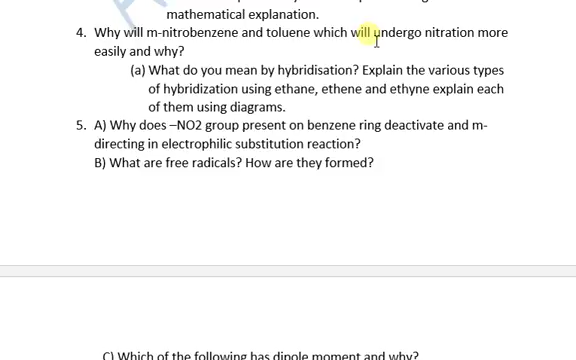 mathematical explanation.
4. Why will m-nitrobenzene and toluene which will undergo nitration more
easily and why?
(a) What do you mean by hybridisation? Explain the various types
of hybridization using ethane, ethene and ethyne explain each
of them using diagrams.
5. A) Why does –NO2 group present on benzene ring deactivate and m-
directing in electrophilic substitution reaction?
B) What are free radicals? How are they formed?
C) Which of the following has dipole moment and why?